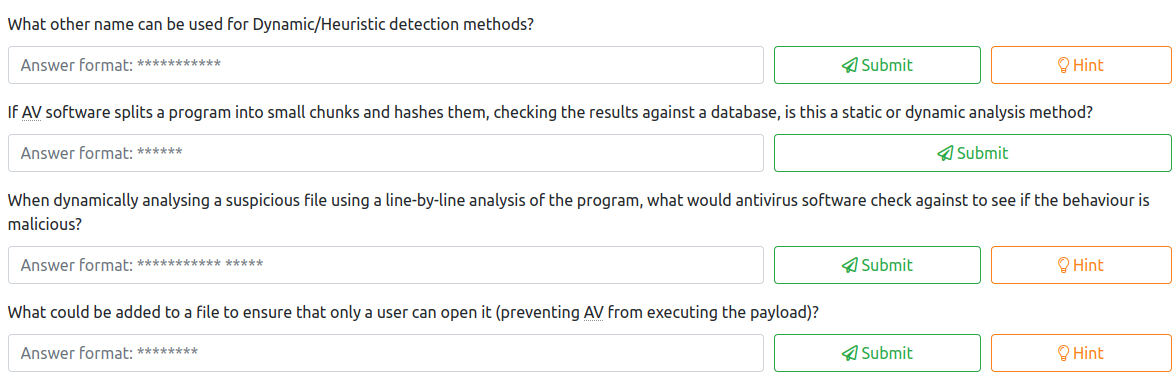 What other name can be used for Dynamic/Heuristic detection methods?
Answer format: ***********
Submit
Hint
If AV software splits a program into small chunks and hashes them, checking the results against a database, is this a static or dynamic analysis method?
Answer format: ******
Submit
When dynamically analysing a suspicious file using a line-by-line analysis of the program, what would antivirus software check against to see if the behaviour is
malicious?
Answer format: *********** *****
Submit
Hint
What could be added to a file to ensure that only a user can open it (preventing AV from executing the payload)?
Answer format: ********
Submit
Hint